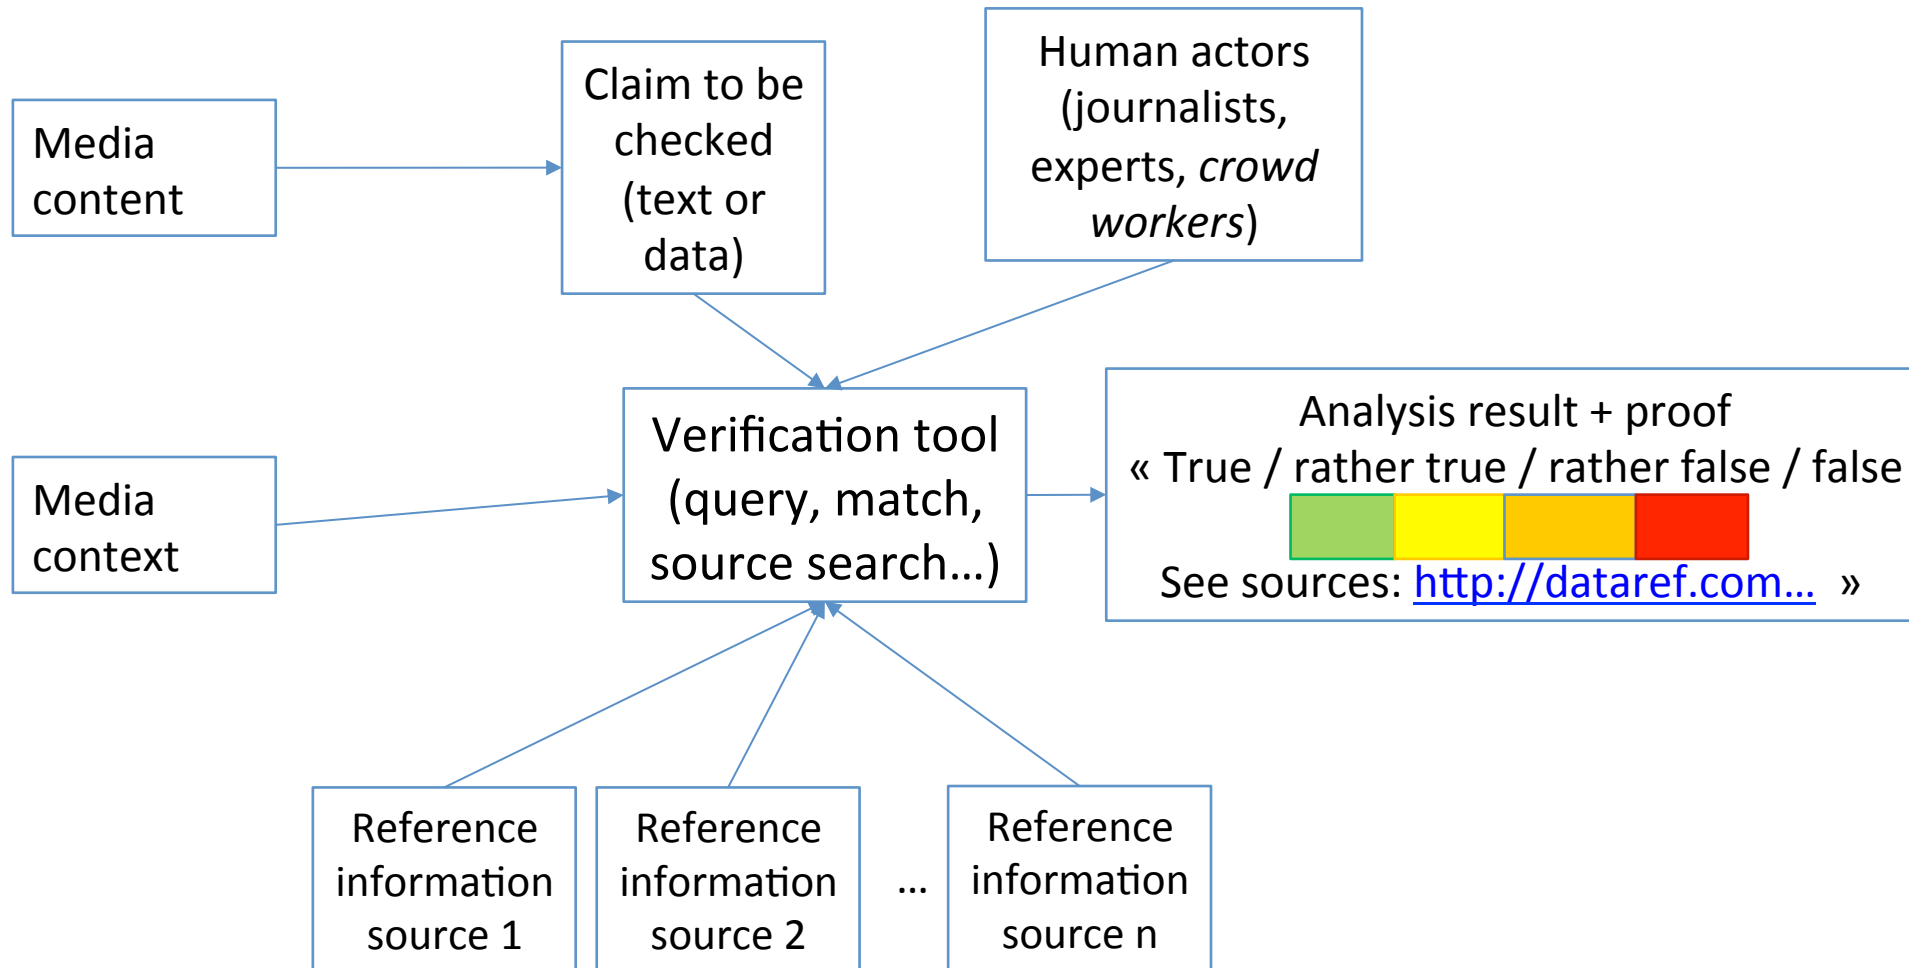 Media
content
Claim to be
checked
(text or
data)
Human actors
(journalists,
experts, crowd
workers)
Media
context
Verification tool
(query, match,
source search…)
Analysis result + proof
« True / rather true / rather false / false
See sources: http://dataref.com… »
Reference
information
source 1
Reference
information
source 2
…
Reference
information
source n